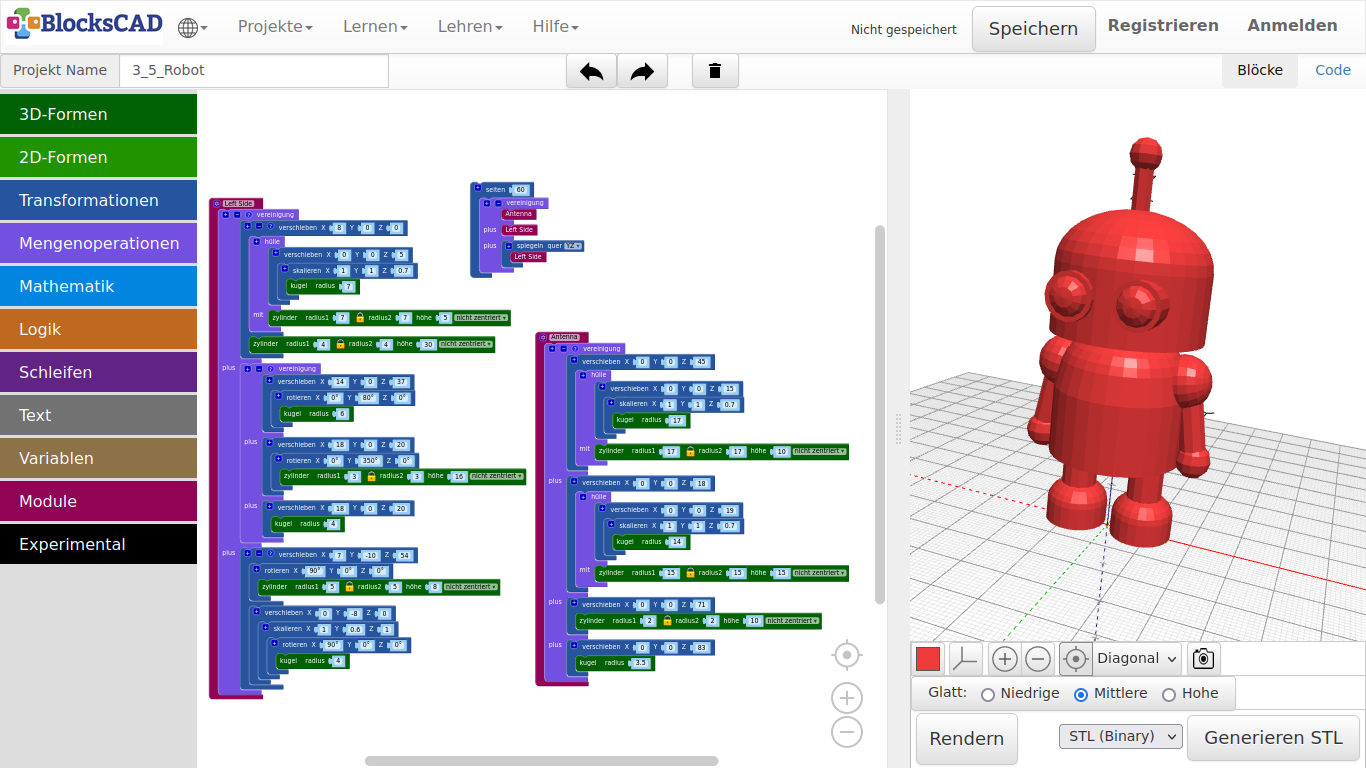 BlocksCAD
Projekte
Lernen
Lehren
Hilfe
Nicht gespeichert
Speichern
Registrieren
Anmelden
Projekt Name
3_5_Robot
Blöcke
Code
3D-Formen
2D-Formen
Transformationen
Mengenoperationen
Mathematik
Logik
Schleifen
Text
Variablen
Module
Experimental
Left Side
+ − ? vereinigung
+ − ? verschieben X 8 Y 0 Z 0
+ hülle
+ verschieben X 0 Y 0 Z 5
+ skalieren X 1 Y 1 Z 0.7
kugel radius 7
mit zylinder radius1 7 radius2 7 höhe 5 nicht zentriert
zylinder radius1 4 radius2 4 höhe 30 nicht zentriert
plus + − ? vereinigung
+ verschieben X 14 Y 0 Z 37
+ rotieren X 0° Y 80° Z 0°
kugel radius 6
plus + verschieben X 18 Y 0 Z 20
+ rotieren X 0° Y 350° Z 0°
zylinder radius1 3 radius2 3 höhe 16 nicht zentriert
plus + verschieben X 18 Y 0 Z 20
kugel radius 4
plus + − ? verschieben X 7 Y -10 Z 54
+ rotieren X 90° Y 0° Z 0°
zylinder radius1 5 radius2 5 höhe 8 nicht zentriert
+ verschieben X 0 Y -8 Z 0
+ skalieren X 1 Y 0.6 Z 1
+ rotieren X 90° Y 0° Z 0°
kugel radius 4
+ seiten 60
+ − vereinigung
Antenna
plus Left Side
plus + spiegeln quer YZ
Left Side
Antenna
+ − ? vereinigung
+ verschieben X 0 Y 0 Z 45
+ hülle
+ verschieben X 0 Y 0 Z 15
+ skalieren X 1 Y 1 Z 0.7
kugel radius 17
mit zylinder radius1 17 radius2 17 höhe 10 nicht zentriert
plus + verschieben X 0 Y 0 Z 18
+ hülle
+ verschieben X 0 Y 0 Z 19
+ skalieren X 1 Y 1 Z 0.7
kugel radius 14
mit zylinder radius1 15 radius2 15 höhe 15 nicht zentriert
plus + verschieben X 0 Y 0 Z 71
zylinder radius1 2 radius2 2 höhe 10 nicht zentriert
plus + verschieben X 0 Y 0 Z 83
kugel radius 3.5
Diagonal
Glatt: Niedrige Mittlere Hohe
Rendern
STL (Binary)
Generieren STL